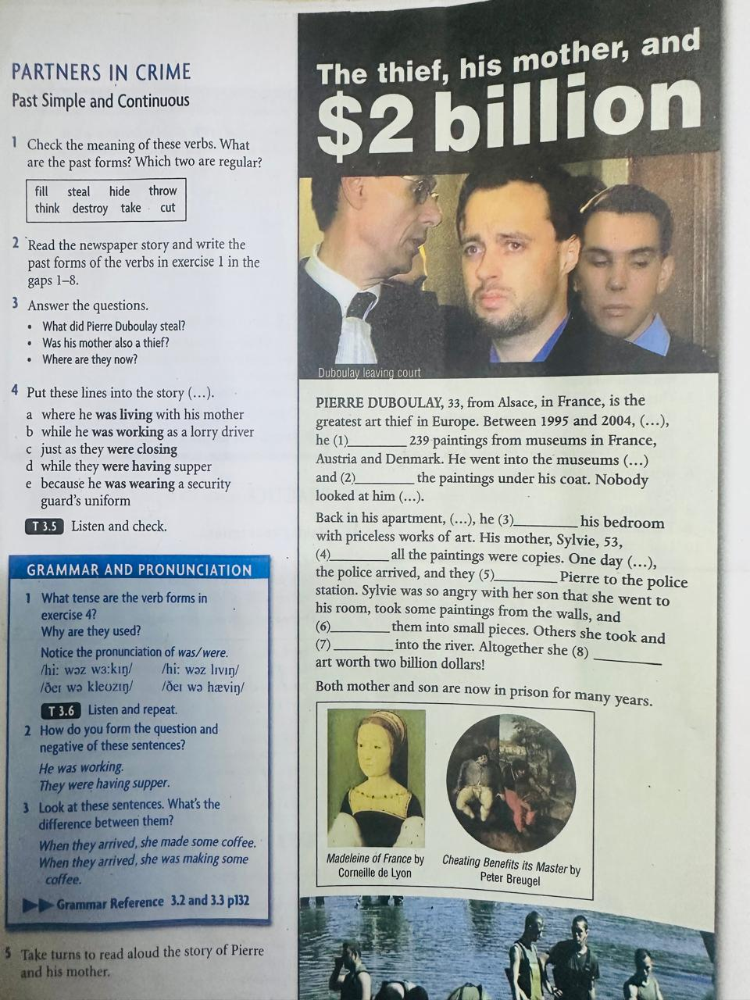 PARTNERS IN CRIME
Past Simple and Continuous
1 Check the meaning of these verbs. What
are the past forms? Which two are regular?
fill steal hide throw
think destroy take cut
2 Read the newspaper story and write the
past forms of the verbs in exercise 1 in the
gaps 1–8.
3 Answer the questions.
• What did Pierre Duboulay steal?
• Was his mother also a thief?
• Where are they now?
4 Put these lines into the story (…).
a where he was living with his mother
b while he was working as a lorry driver
c just as they were closing
d while they were having supper
e because he was wearing a security
guard's uniform
T 3.5 Listen and check.
GRAMMAR AND PRONUNCIATION
1 What tense are the verb forms in
exercise 4?
Why are they used?
Notice the pronunciation of was/were.
/hiː wəz wɜːkɪŋ/ /hiː wəz lɪvɪŋ/
/ðeɪ wə kləʊzɪŋ/ /ðeɪ wə hævɪŋ/
T 3.6 Listen and repeat.
2 How do you form the question and
negative of these sentences?
He was working.
They were having supper.
3 Look at these sentences. What's the
difference between them?
When they arrived, she made some coffee.
When they arrived, she was making some
coffee.
Grammar Reference 3.2 and 3.3 p132
5 Take turns to read aloud the story of Pierre
and his mother.
The thief, his mother, and
$2 billion
Duboulay leaving court
PIERRE DUBOULAY, 33, from Alsace, in France, is the
greatest art thief in Europe. Between 1995 and 2004, (…),
he (1)________ 239 paintings from museums in France,
Austria and Denmark. He went into the museums (…)
and (2)________ the paintings under his coat. Nobody
looked at him (…).
Back in his apartment, (…), he (3)________ his bedroom
with priceless works of art. His mother, Sylvie, 53,
(4)________ all the paintings were copies. One day (…),
the police arrived, and they (5)________ Pierre to the police
station. Sylvie was so angry with her son that she went to
his room, took some paintings from the walls, and
(6)________ them into small pieces. Others she took and
(7)________ into the river. Altogether she (8)________
art worth two billion dollars!
Both mother and son are now in prison for many years.
Madeleine of France by
Corneille de Lyon
Cheating Benefits its Master by
Peter Breugel